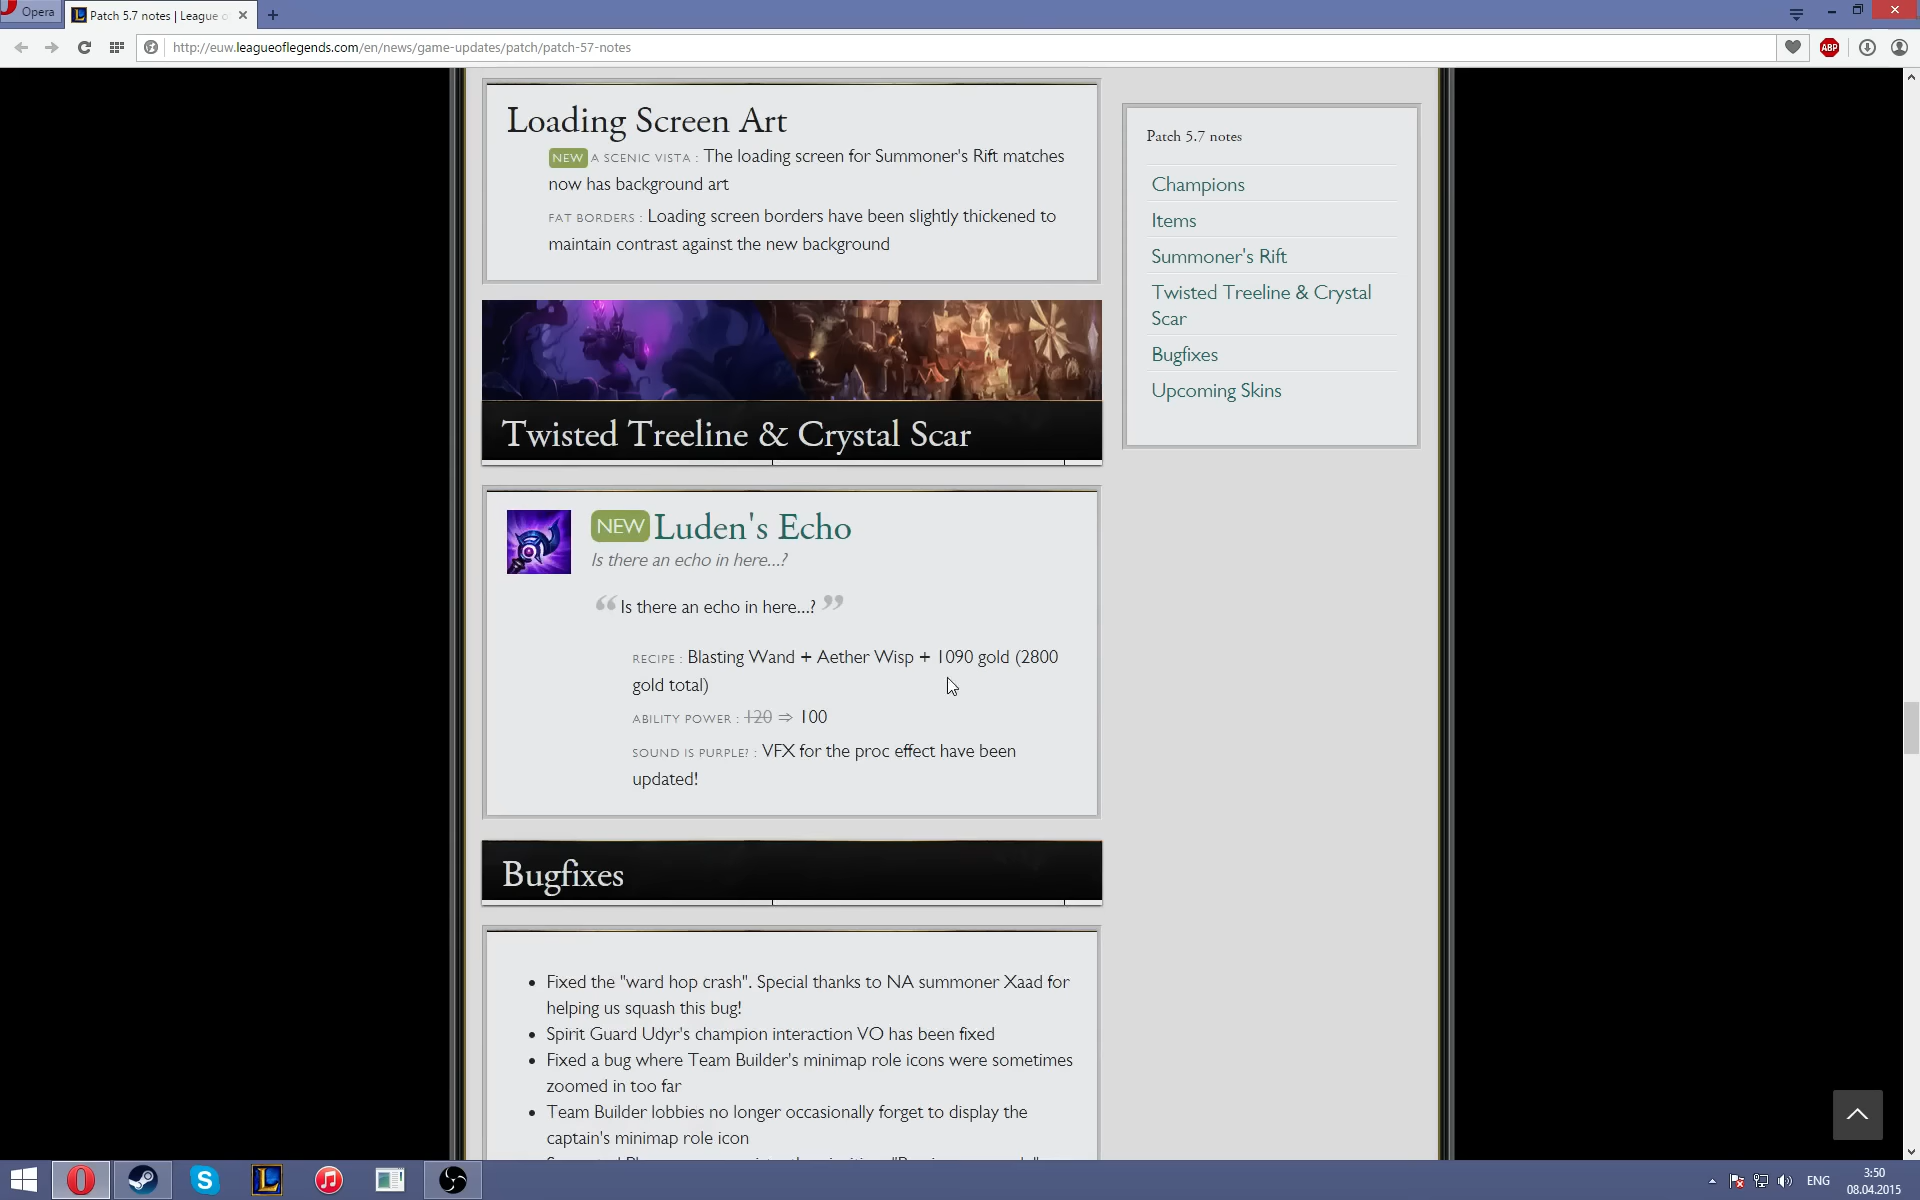 Opera
Patch 5.7 notes | League o
http://euw.leagueoflegends.com/en/news/game-updates/patch/patch-57-notes
ABP
Loading Screen Art
NEW A SCENIC VISTA : The loading screen for Summoner's Rift matches
now has background art
FAT BORDERS : Loading screen borders have been slightly thickened to
maintain contrast against the new background
Twisted Treeline & Crystal Scar
NEW Luden's Echo
Is there an echo in here...?
“ Is there an echo in here...? ”
RECIPE : Blasting Wand + Aether Wisp + 1090 gold (2800
gold total)
ABILITY POWER : 120 ⇒ 100
SOUND IS PURPLE? : VFX for the proc effect have been
updated!
Bugfixes
• Fixed the "ward hop crash". Special thanks to NA summoner Xaad for
helping us squash this bug!
• Spirit Guard Udyr's champion interaction VO has been fixed
• Fixed a bug where Team Builder's minimap role icons were sometimes
zoomed in too far
• Team Builder lobbies no longer occasionally forget to display the
captain's minimap role icon
Patch 5.7 notes
Champions
Items
Summoner's Rift
Twisted Treeline & Crystal
Scar
Bugfixes
Upcoming Skins
ENG
3:50
08.04.2015